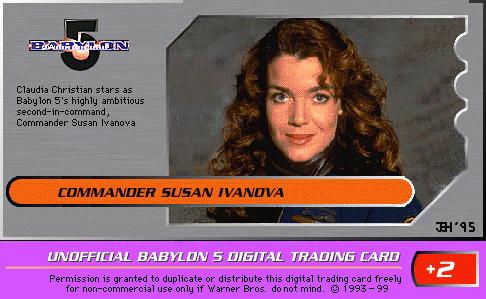 BABYLON 5
Claudia Christian stars as
Babylon 5's highly ambitious
second-in-command,
Commander Susan Ivanova
COMMANDER SUSAN IVANOVA
JBH '95
UNOFFICIAL BABYLON 5 DIGITAL TRADING CARD
+2
Permission is granted to duplicate or distribute this digital trading card freely
for non-commercial use only if Warner Bros. do not mind. © 1993-99